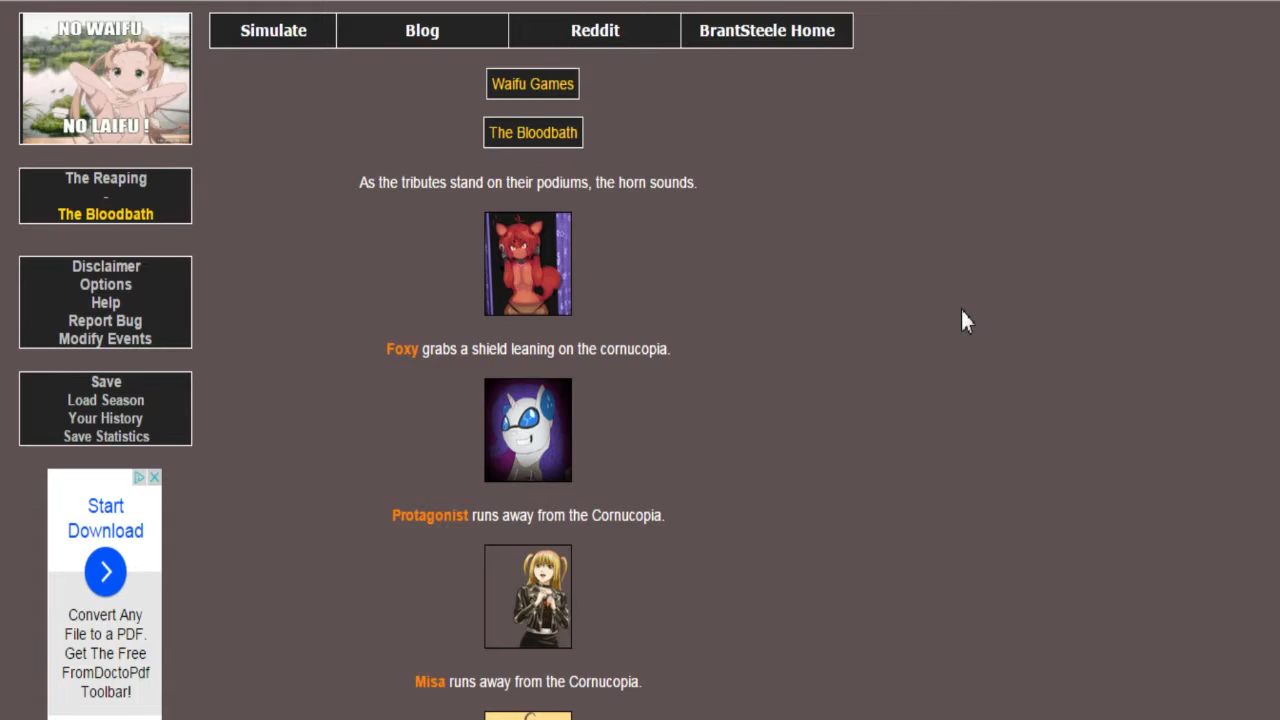 NO WAIFU
NO LAIFU !
Simulate
Blog
Reddit
BrantSteele Home
The Reaping
-
The Bloodbath
Disclaimer
Options
Help
Report Bug
Modify Events
Save
Load Season
Your History
Save Statistics
Start
Download
Convert Any
File to a PDF.
Get The Free
FromDoctoPdf
Toolbar!
Waifu Games
The Bloodbath
As the tributes stand on their podiums, the horn sounds.
Foxy grabs a shield leaning on the cornucopia.
Protagonist runs away from the Cornucopia.
Misa runs away from the Cornucopia.